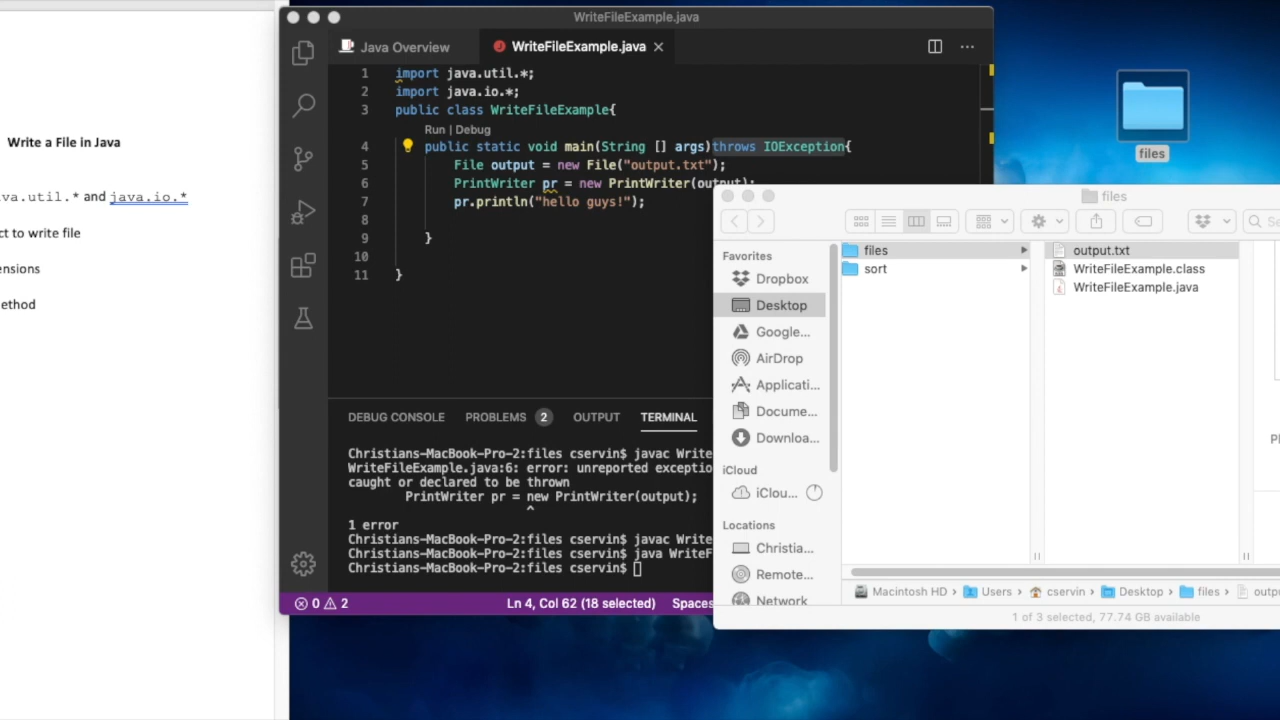 Write a File in Java
va.util.* and java.io.*
ct to write file
ensions
ethod
WriteFileExample.java
Java Overview
WriteFileExample.java
1 import java.util.*;
2 import java.io.*;
3 public class WriteFileExample{
Run | Debug
4 public static void main(String [] args)throws IOException{
5 File output = new File("output.txt");
6 PrintWriter pr = new PrintWriter(output);
7 pr.println("hello guys!");
8
9 }
10
11 }
DEBUG CONSOLE PROBLEMS 2 OUTPUT TERMINAL
Christians-MacBook-Pro-2:files cservin$ javac Write
WriteFileExample.java:6: error: unreported exceptio
caught or declared to be thrown
PrintWriter pr = new PrintWriter(output);
^
1 error
Christians-MacBook-Pro-2:files cservin$ javac Write
Christians-MacBook-Pro-2:files cservin$ java WriteF
Christians-MacBook-Pro-2:files cservin$
0 2 Ln 4, Col 62 (18 selected) Spaces
files
files
Se
Favorites
Dropbox
Desktop
Google...
AirDrop
Applicati...
Docume...
Downloa...
iCloud
iClou...
Locations
Christia...
Remote...
Network
files
sort
output.txt
WriteFileExample.class
WriteFileExample.java
Pl
Macintosh HD › Users › cservin › Desktop › files › outp
1 of 3 selected, 77.74 GB available